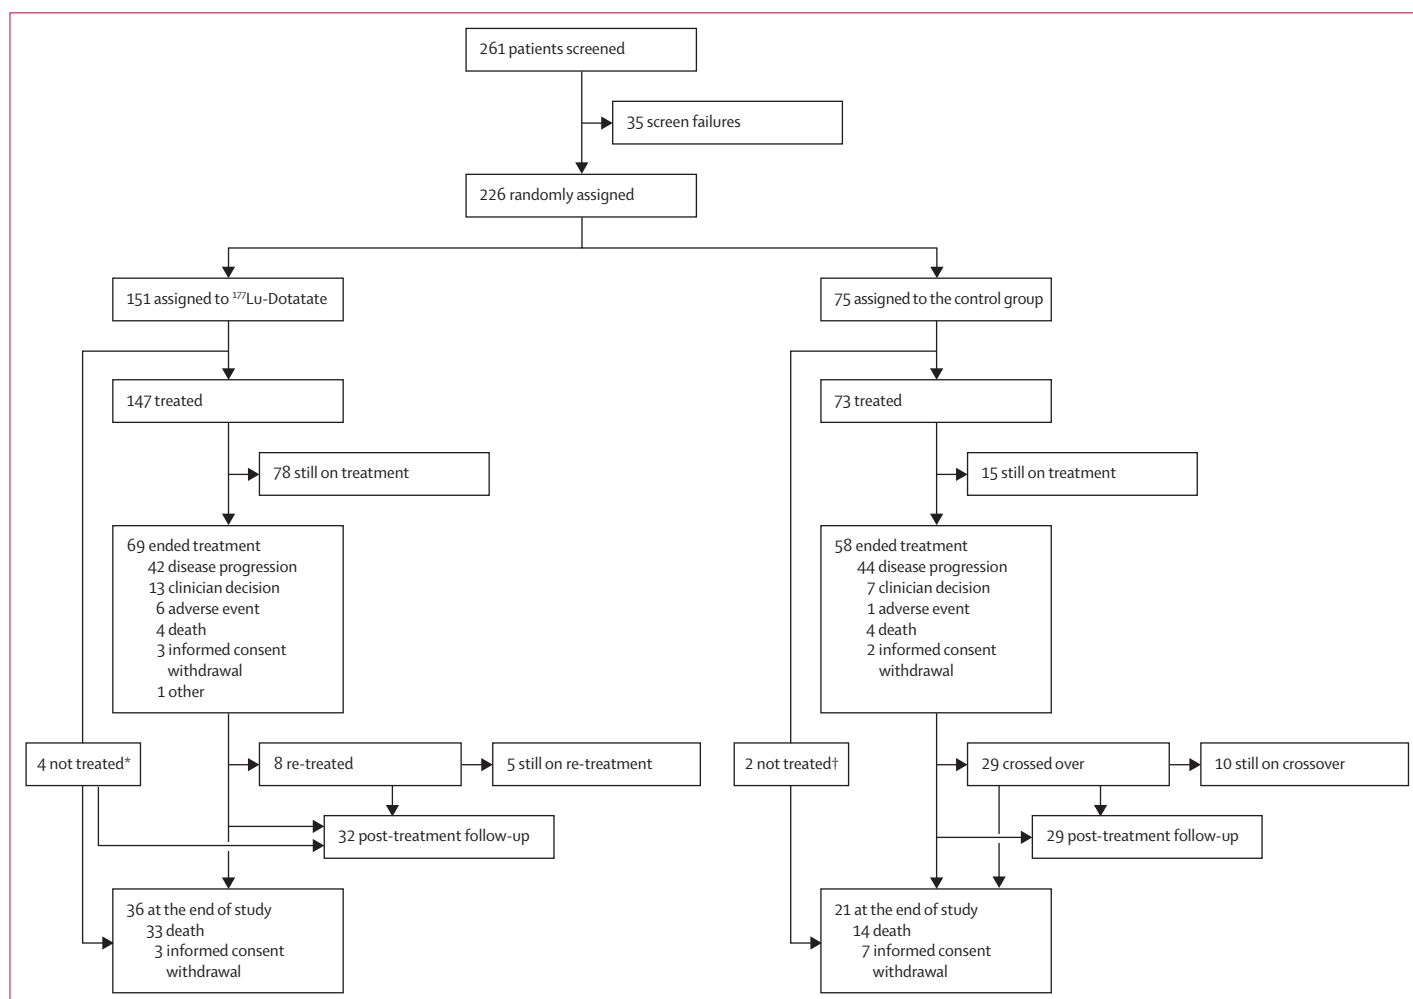 261 patients screened
35 screen failures
226 randomly assigned
151 assigned to ¹⁷⁷Lu-Dotatate
75 assigned to the control group
147 treated
73 treated
78 still on treatment
15 still on treatment
69 ended treatment
42 disease progression
13 clinician decision
6 adverse event
4 death
3 informed consent
withdrawal
1 other
58 ended treatment
44 disease progression
7 clinician decision
1 adverse event
4 death
2 informed consent
withdrawal
4 not treated*
8 re-treated
5 still on re-treatment
2 not treated†
29 crossed over
10 still on crossover
32 post-treatment follow-up
29 post-treatment follow-up
36 at the end of study
33 death
3 informed consent
withdrawal
21 at the end of study
14 death
7 informed consent
withdrawal